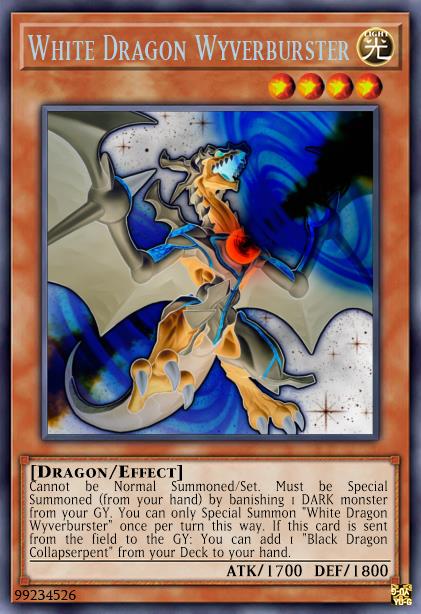 WHITE DRAGON WYVERBURSTER
LIGHT
光
[DRAGON/EFFECT]
Cannot be Normal Summoned/Set. Must be Special
Summoned (from your hand) by banishing 1 DARK monster
from your GY. You can only Special Summon "White Dragon
Wyverburster" once per turn this way. If this card is sent
from the field to the GY: You can add 1 "Black Dragon
Collapserpent" from your Deck to your hand.
ATK/1700 DEF/1800
99234526